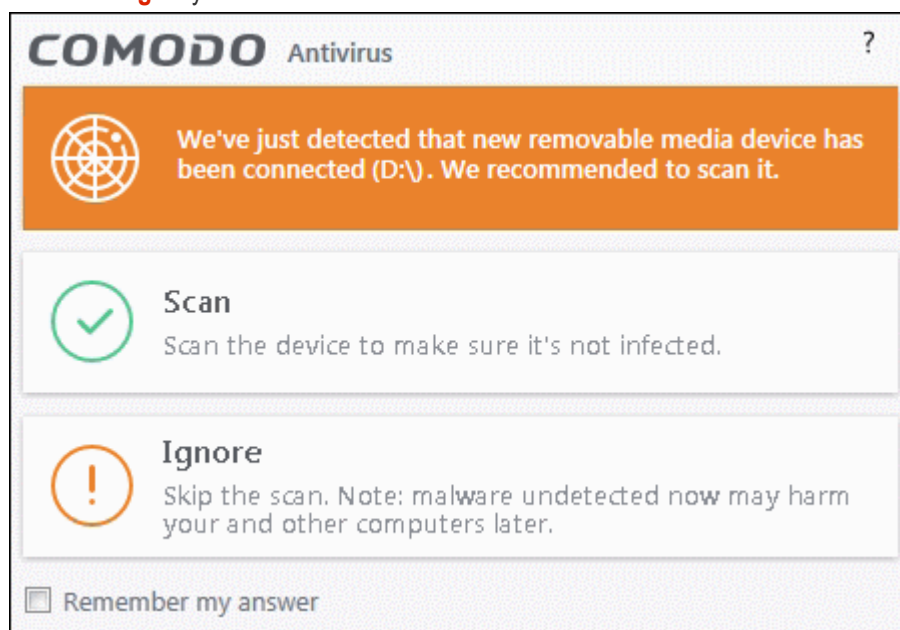 COMODO Antivirus ?
We've just detected that new removable media device has
been connected (D:\). We recommended to scan it.
Scan
Scan the device to make sure it's not infected.
Ignore
Skip the scan. Note: malware undetected now may harm
your and other computers later.
Remember my answer